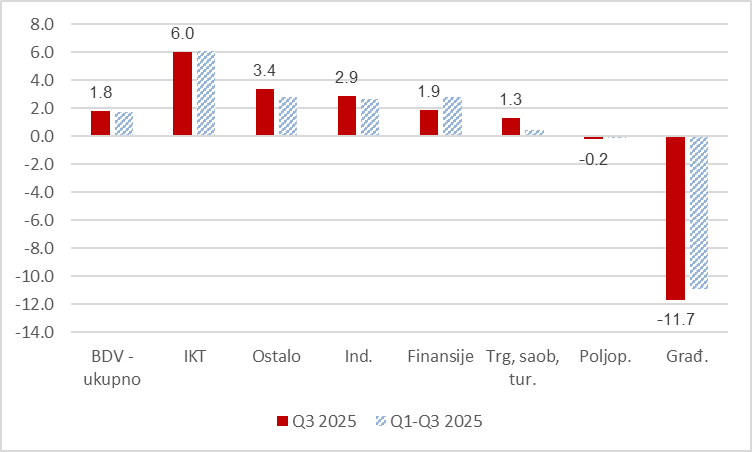 8.0
6.0
4.0
2.0
0.0
-2.0
-4.0
-6.0
-8.0
-10.0
-12.0
-14.0
1.8
6.0
3.4
2.9
1.9
1.3
-0.2
-11.7
BDV -
ukupno
IKT
Ostalo
Ind.
Finansije
Trg, saob,
tur.
Poljop.
Građ.
Q3 2025
Q1-Q3 2025